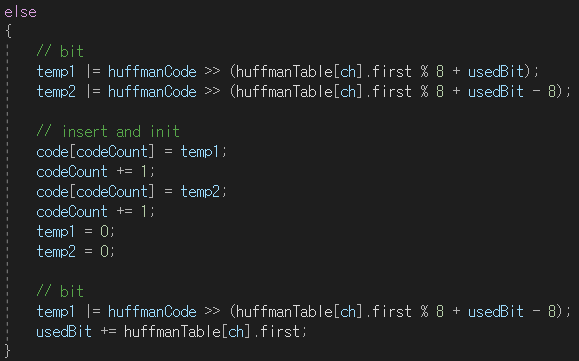 else
{
// bit
temp1 |= huffmanCode >> (huffmanTable[ch].first % 8 + usedBit);
temp2 |= huffmanCode >> (huffmanTable[ch].first % 8 + usedBit - 8);
// insert and init
code[codeCount] = temp1;
codeCount += 1;
code[codeCount] = temp2;
codeCount += 1;
temp1 = 0;
temp2 = 0;
// bit
temp1 |= huffmanCode >> (huffmanTable[ch].first % 8 + usedBit - 8);
usedBit += huffmanTable[ch].first;
}